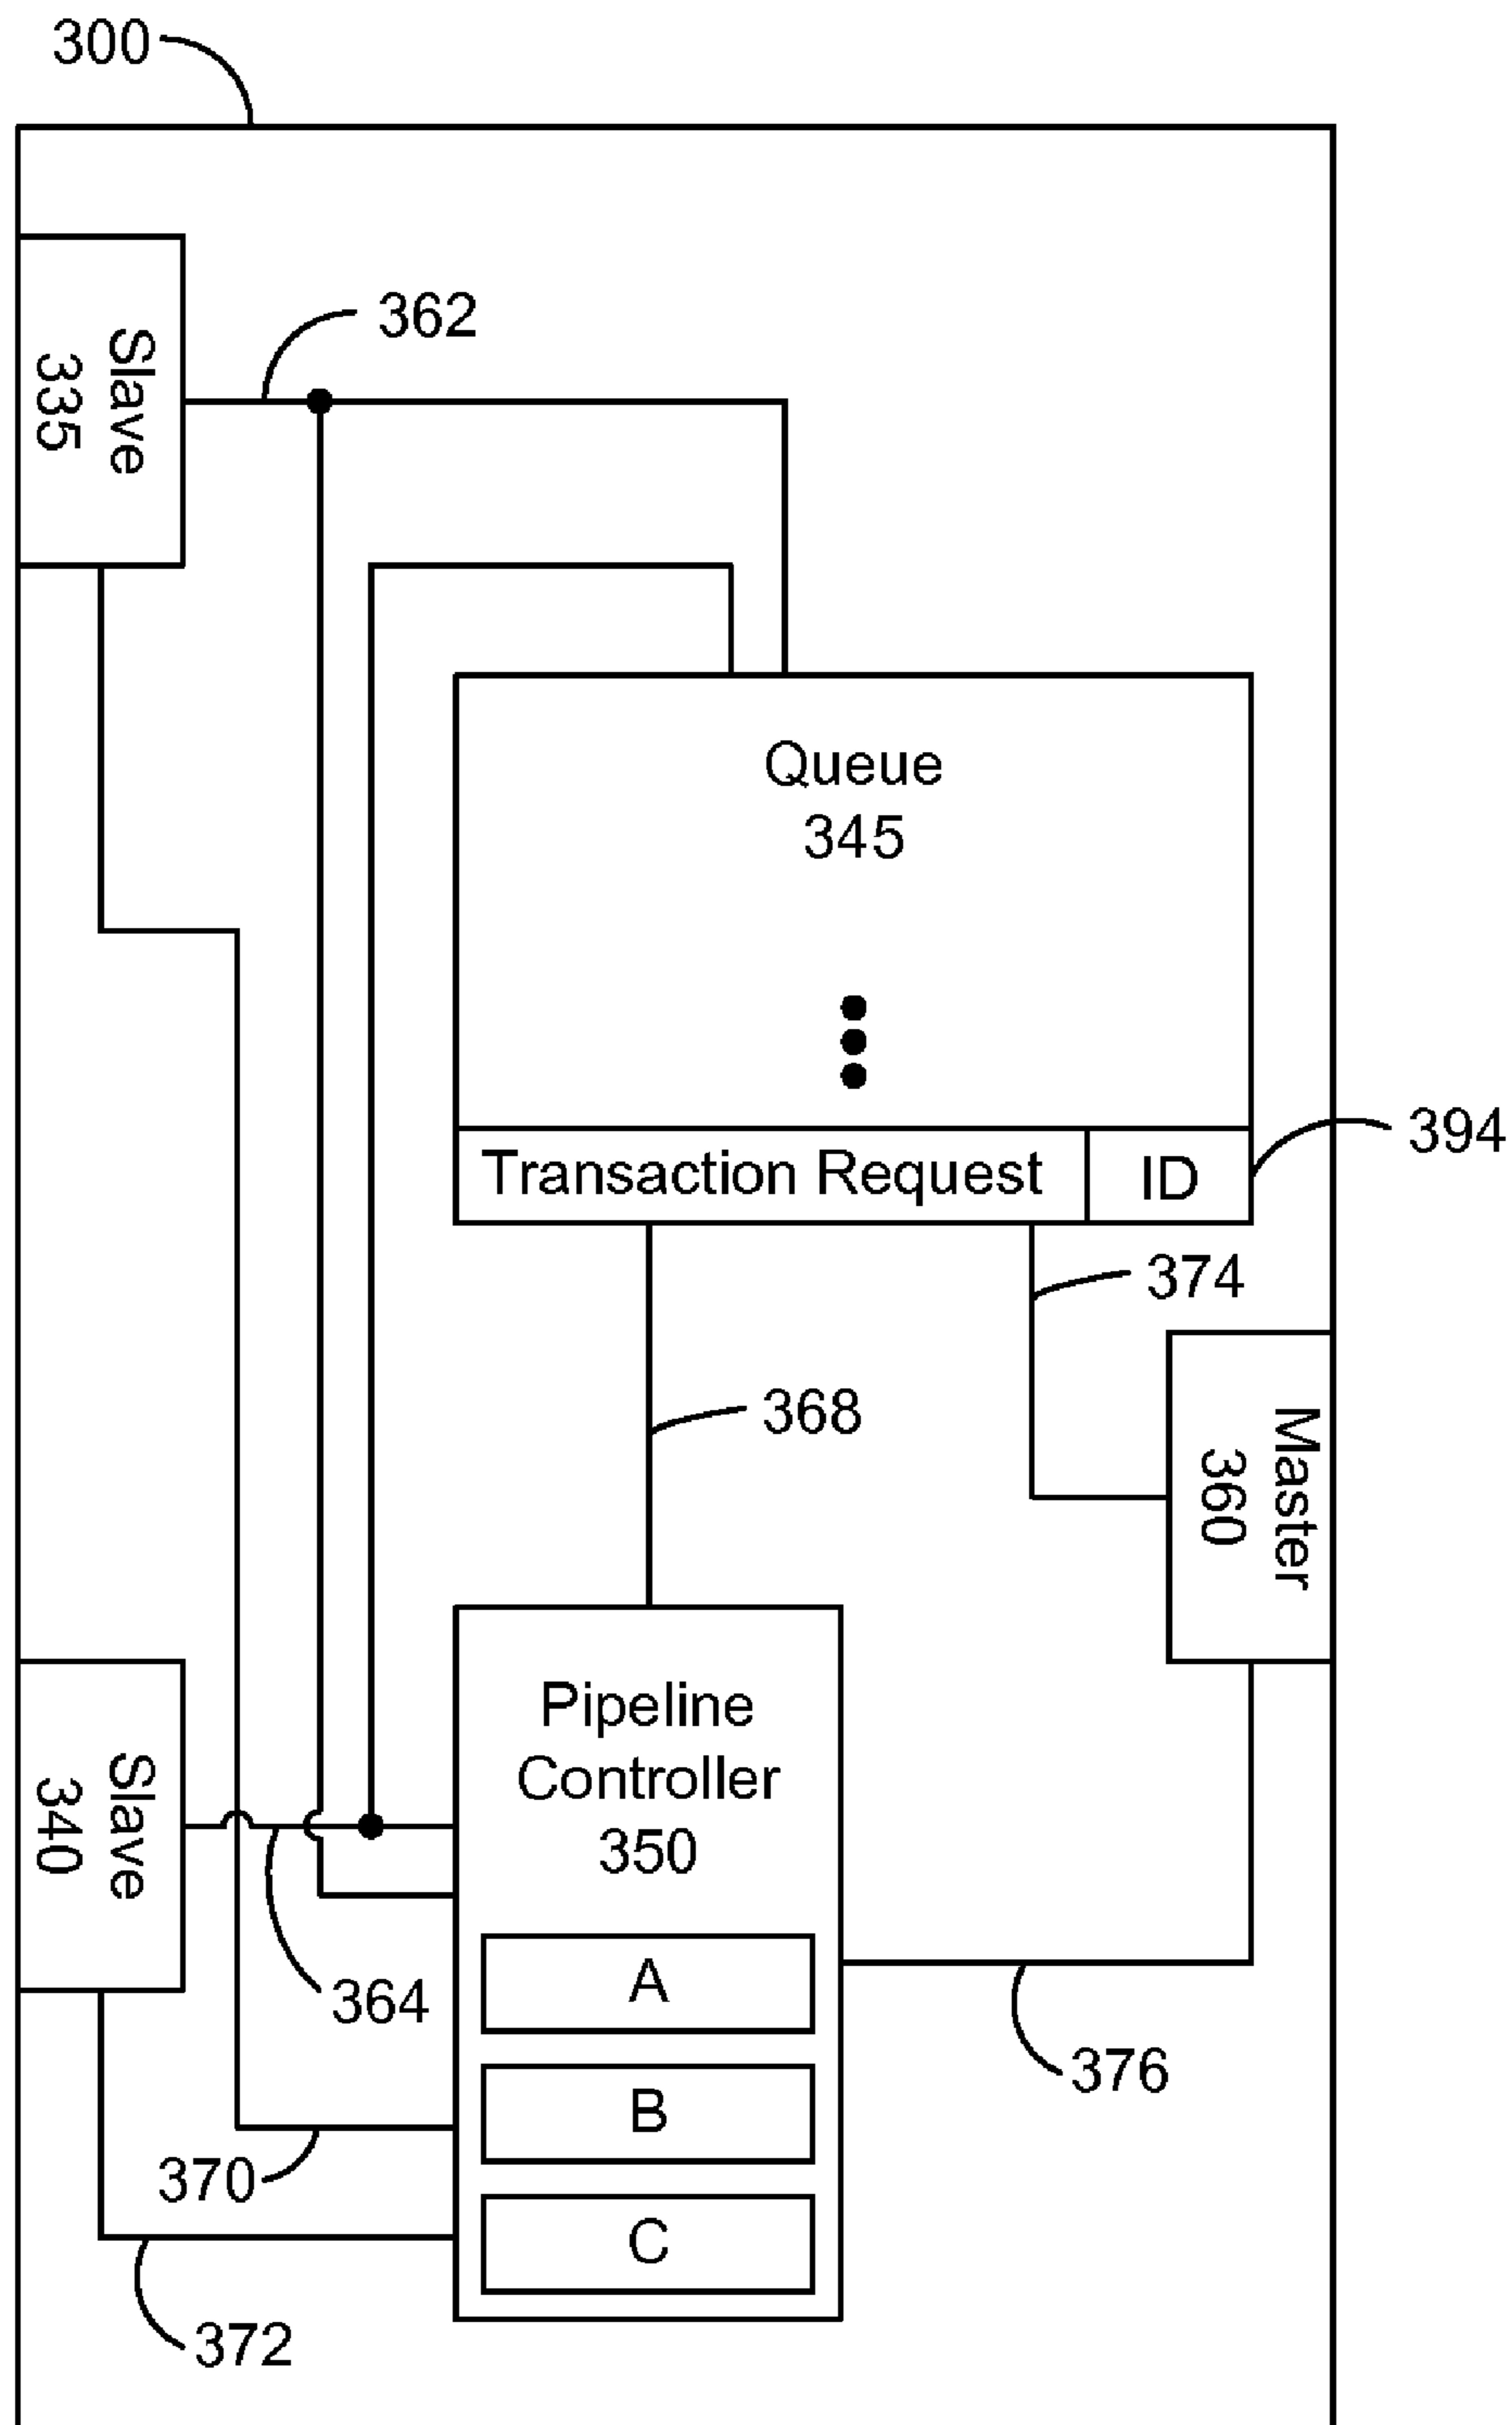 300
Slave
335
362
Queue
345
Transaction Request
ID
394
374
368
Master
360
Pipeline
Controller
350
Slave
340
A
B
C
364
376
370
372